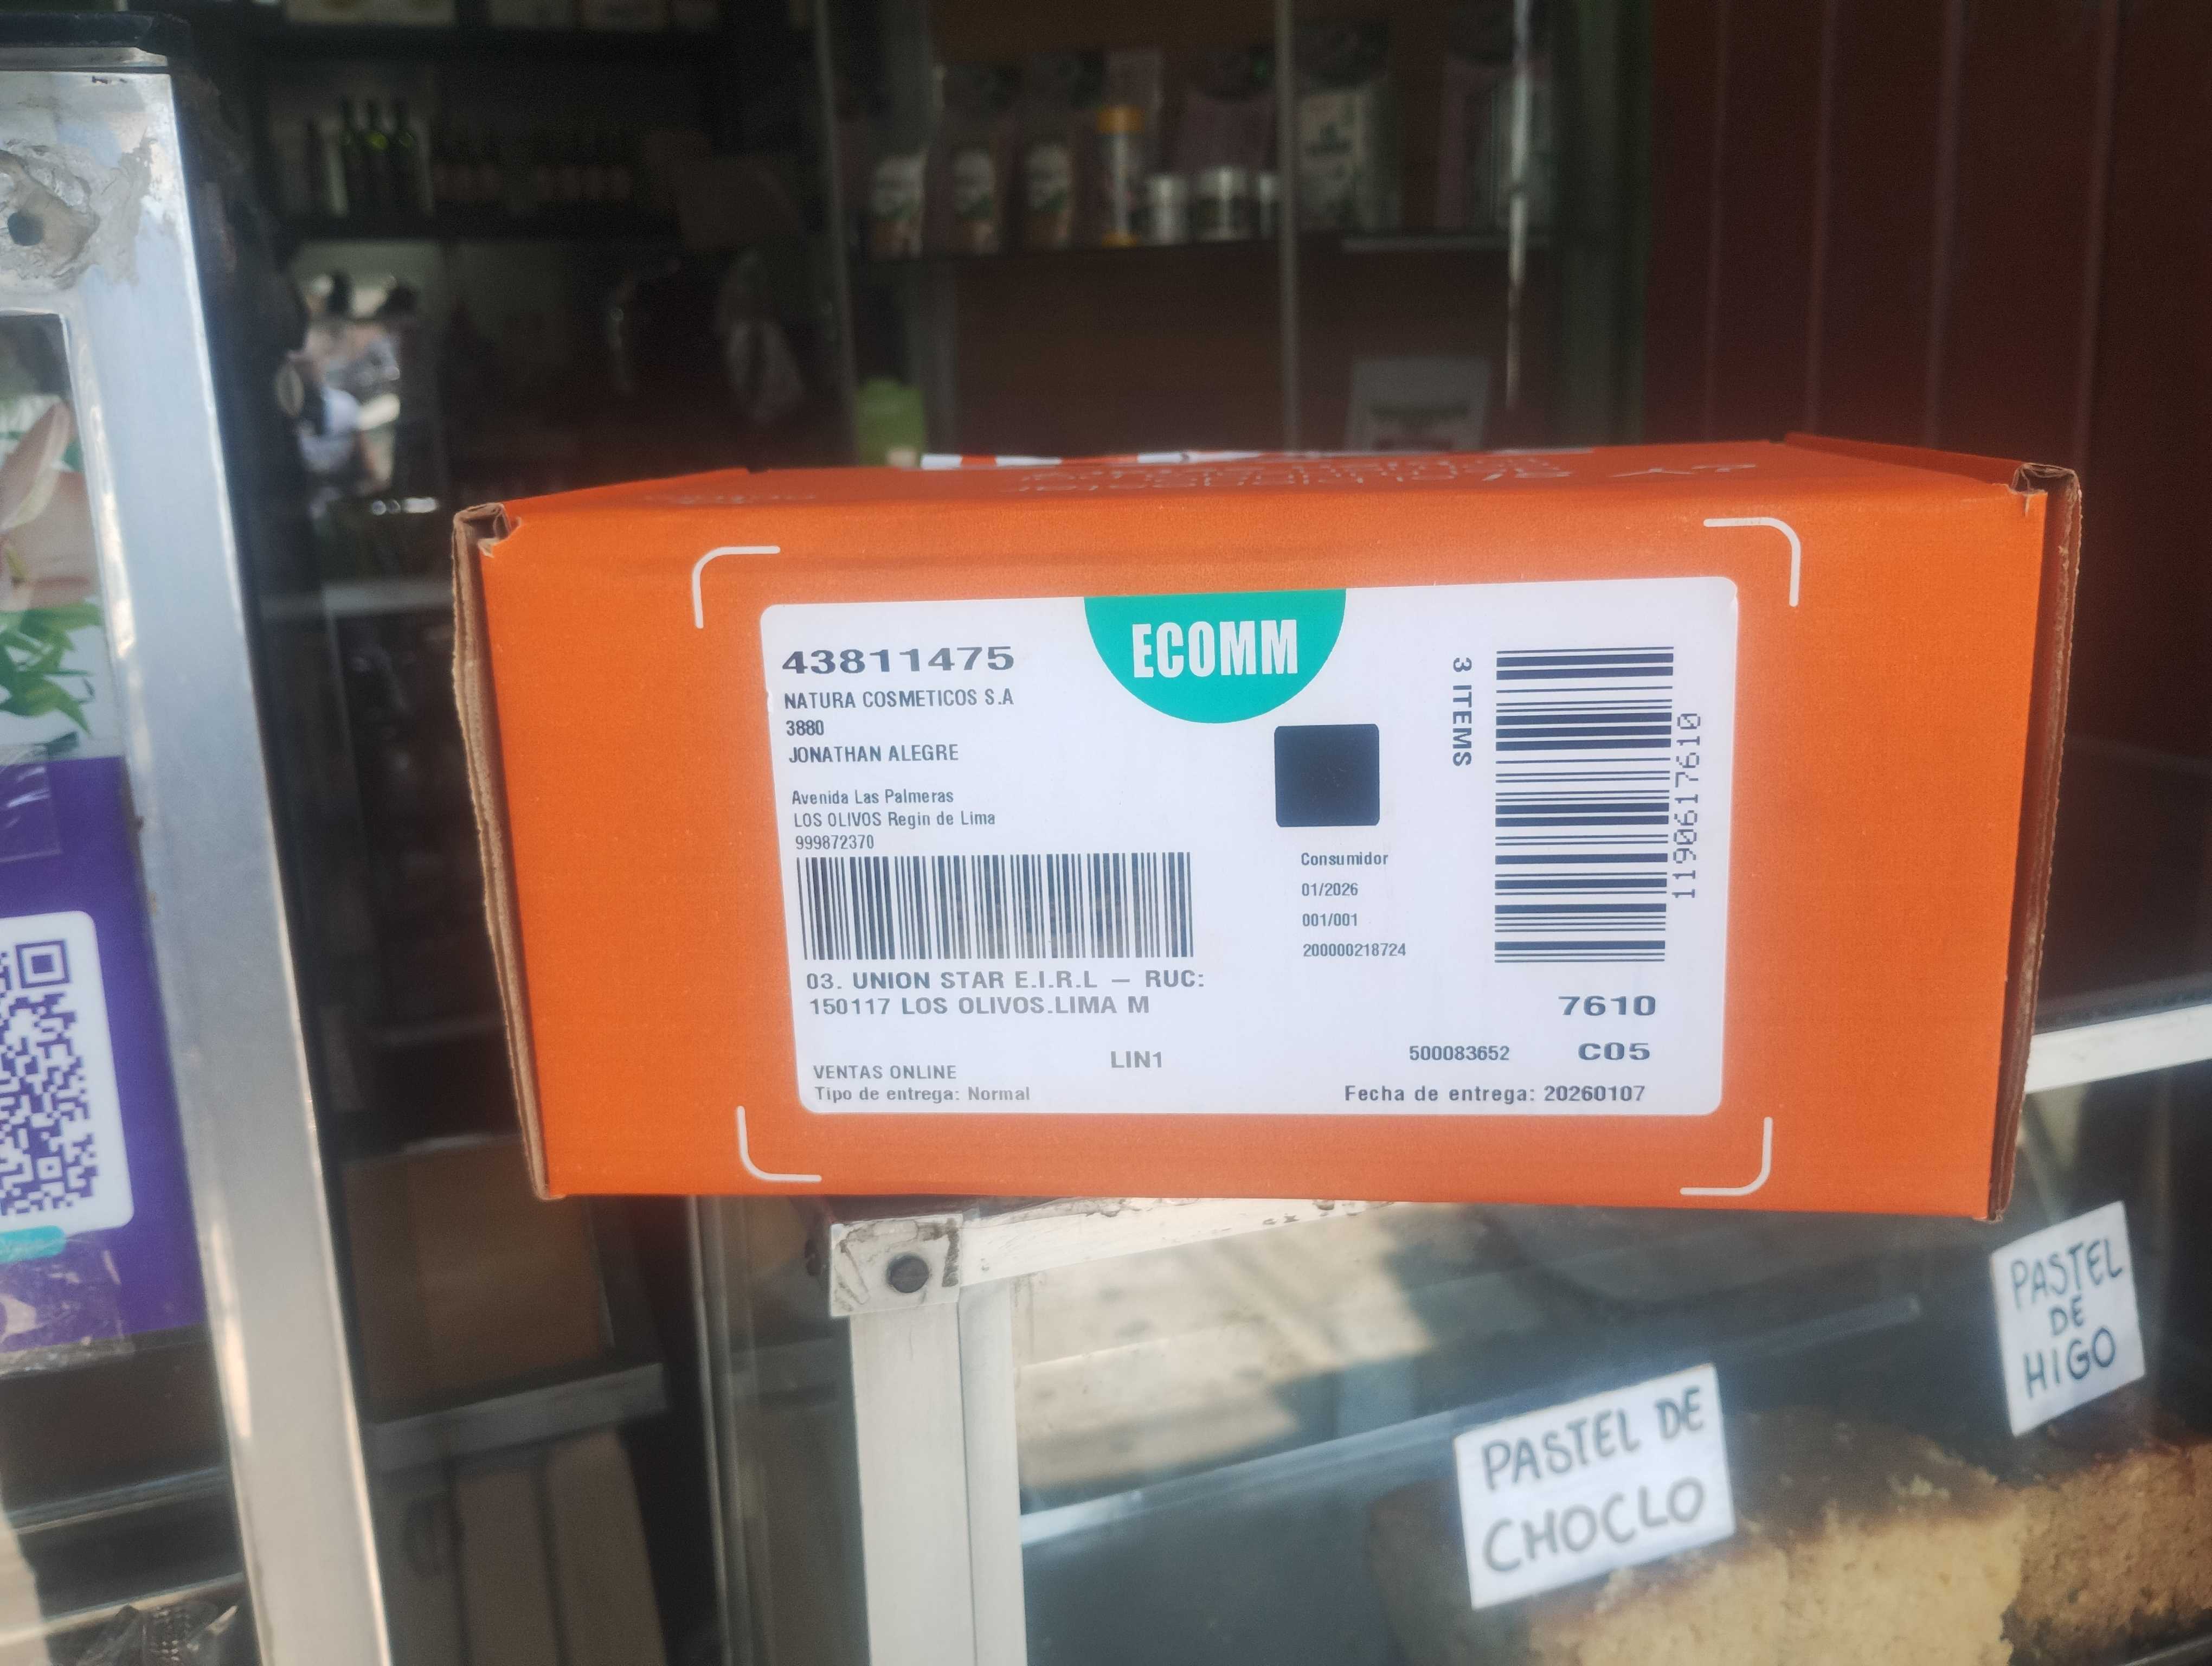 43811475
NATURA COSMETICOS S.A
3880
JONATHAN ALEGRE
Avenida Las Palmeras
LOS OLIVOS Regin de Lima
999872370
03. UNION STAR E.I.R.L – RUC:
150117 LOS OLIVOS.LIMA M
VENTAS ONLINE
Tipo de entrega: Normal
LIN1
ECOMM
Consumidor
01/2026
001/001
200000218724
3 ITEMS
1190617610
7610
500083652 C05
Fecha de entrega: 20260107
PASTEL
DE
HIGO
PASTEL DE
CHOCLO